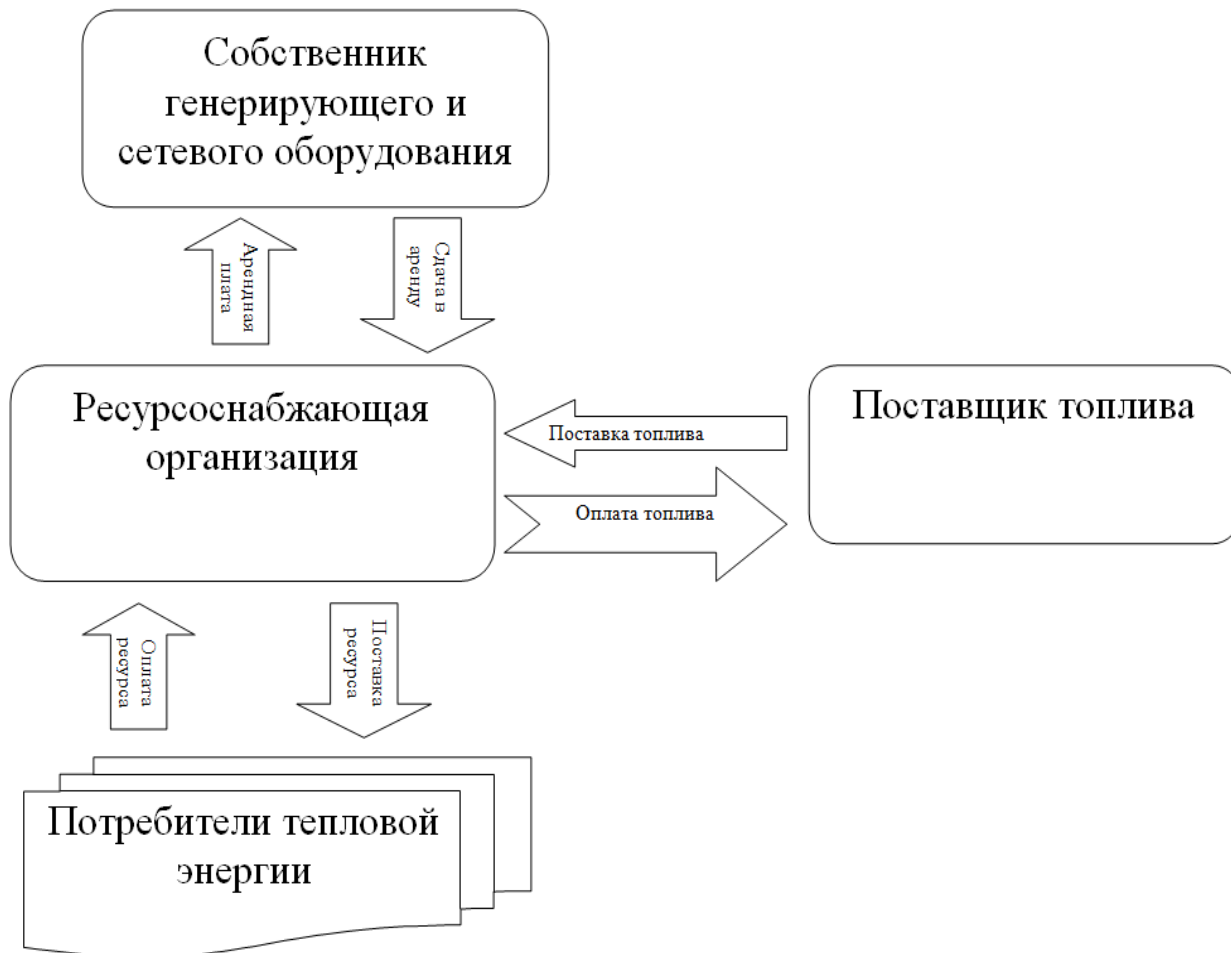 Собственник
генерирующего и
сетевого оборудования
Арендная
плата
Сдача в
аренду
Ресурсоснабжающая
организация
Поставщик топлива
Поставка топлива
Оплата топлива
Оплата
ресурса
Поставка
ресурса
Потребители тепловой
энергии